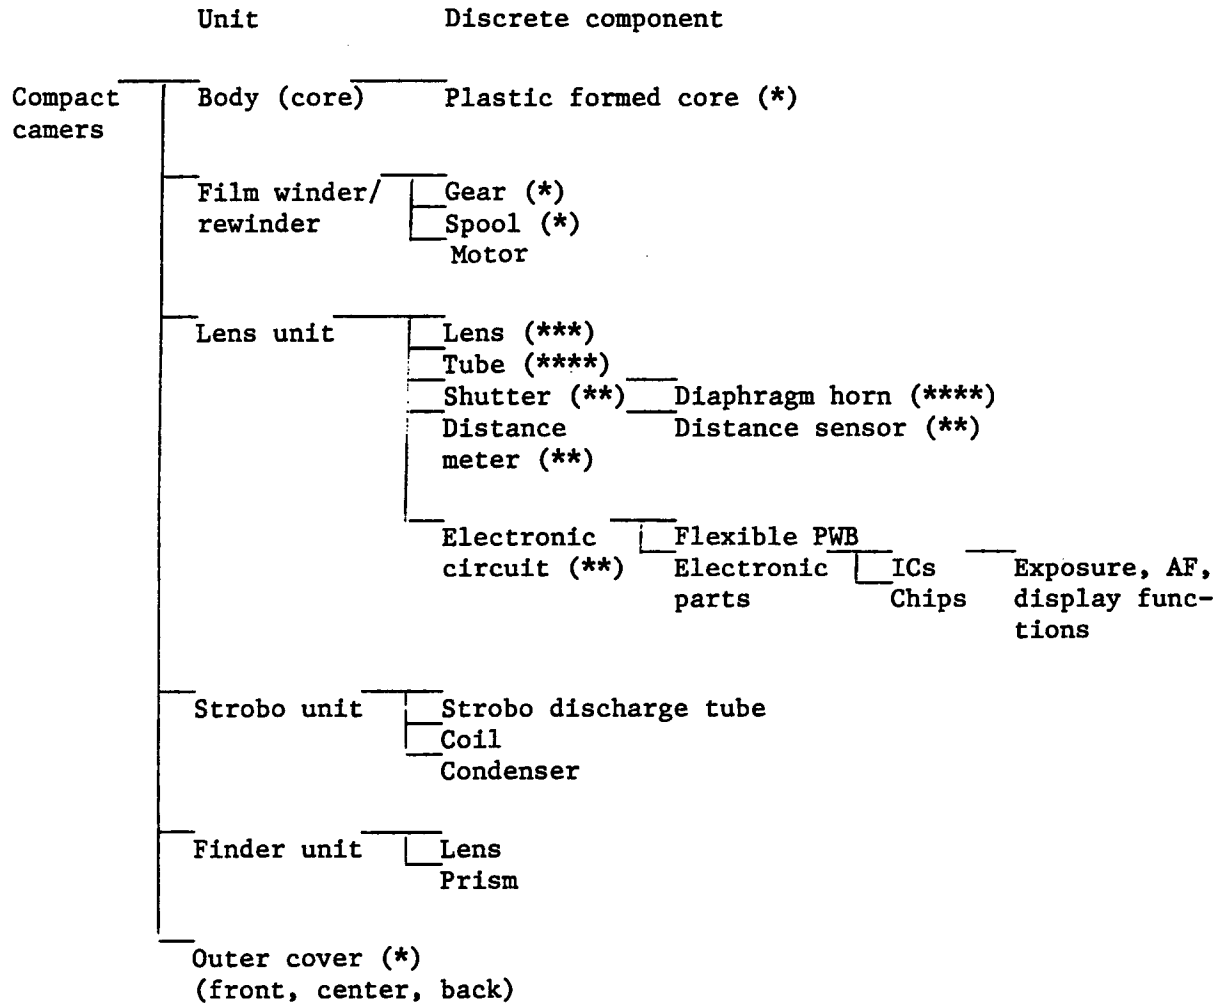 Unit Discrete component
Compact camers Body (core) Plastic formed core (*)
Film winder/ rewinder Gear (*)
Spool (*)
Motor
Lens unit Lens (***)
Tube (****)
Shutter (**) Diaphragm horn (****)
Distance meter (**) Distance sensor (**)
Electronic circuit (**) Flexible PWB
Electronic parts ICs Exposure, AF, display func-tions
Chips
Strobo unit Strobo discharge tube
Coil
Condenser
Finder unit Lens
Prism
Outer cover (*)
(front, center, back)